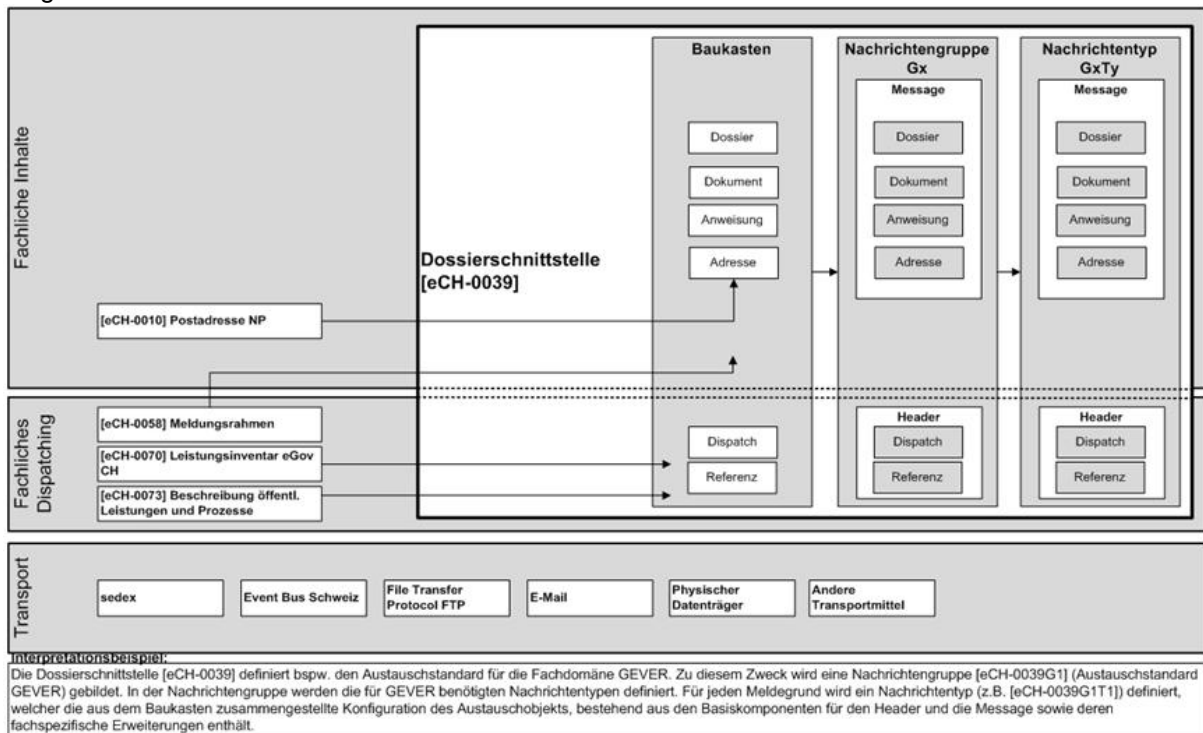 Fachliche Inhalte
Baukasten
Dossier
Dokument
Anweisung
Adresse
Nachrichtengruppe
Gx
Message
Dossier
Dokument
Anweisung
Adresse
Nachrichtentyp
GxTy
Message
Dossier
Dokument
Anweisung
Adresse
Dossierschnittstelle
[eCH-0039]
[eCH-0010] Postadresse NP
Fachliches
Dispatching
[eCH-0058] Meldungsrahmen
[eCH-0070] Leistungsinventar eGov
CH
[eCH-0073] Beschreibung öffentl.
Leistungen und Prozesse
Dispatch
Referenz
Header
Dispatch
Referenz
Header
Dispatch
Referenz
Transport
sedex
Event Bus Schweiz
File Transfer
Protocol FTP
E-Mail
Physischer
Datenträger
Andere
Transportmittel
Interpretationsbeispiel:
Die Dossierschnittstelle [eCH-0039] definiert bspw. den Austauschstandard für die Fachdomäne GEVER. Zu diesem Zweck wird eine Nachrichtengruppe [eCH-0039G1] (Austauschstandard
GEVER) gebildet. In der Nachrichtengruppe werden die für GEVER benötigten Nachrichtentypen definiert. Für jeden Meldegrund wird ein Nachrichtentyp (z.B. [eCH-0039G1T1]) definiert,
welcher die aus dem Baukasten zusammengestellte Konfiguration des Austauschobjekts, bestehend aus den Basiskomponenten für den Header und die Message sowie deren
fachspezifische Erweiterungen enthält.